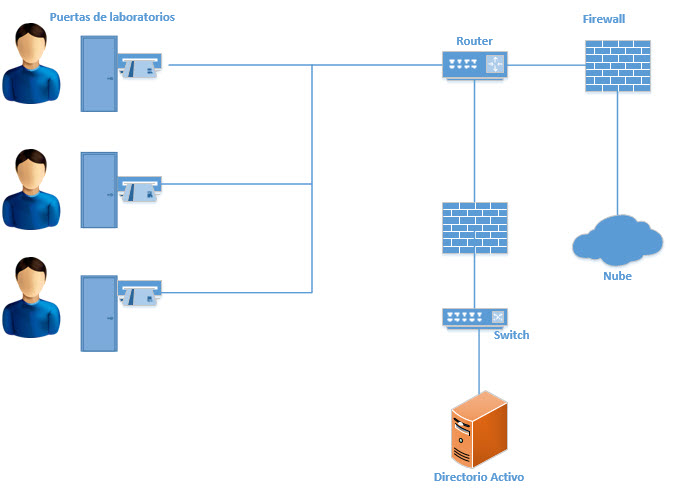 Puertas de laboratorios
Firewall
Router
Nube
Switch
Directorio Activo